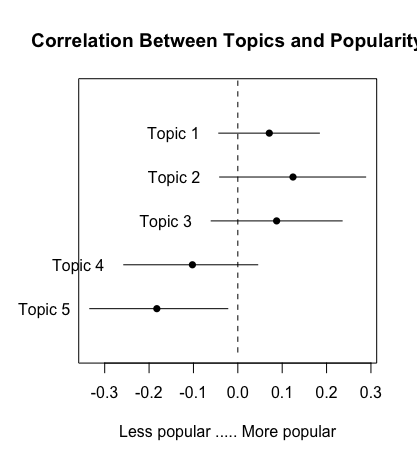 Correlation Between Topics and Popularity
Topic 1
Topic 2
Topic 3
Topic 4
Topic 5
-0.3 -0.2 -0.1 0.0 0.1 0.2 0.3
Less popular ..... More popular